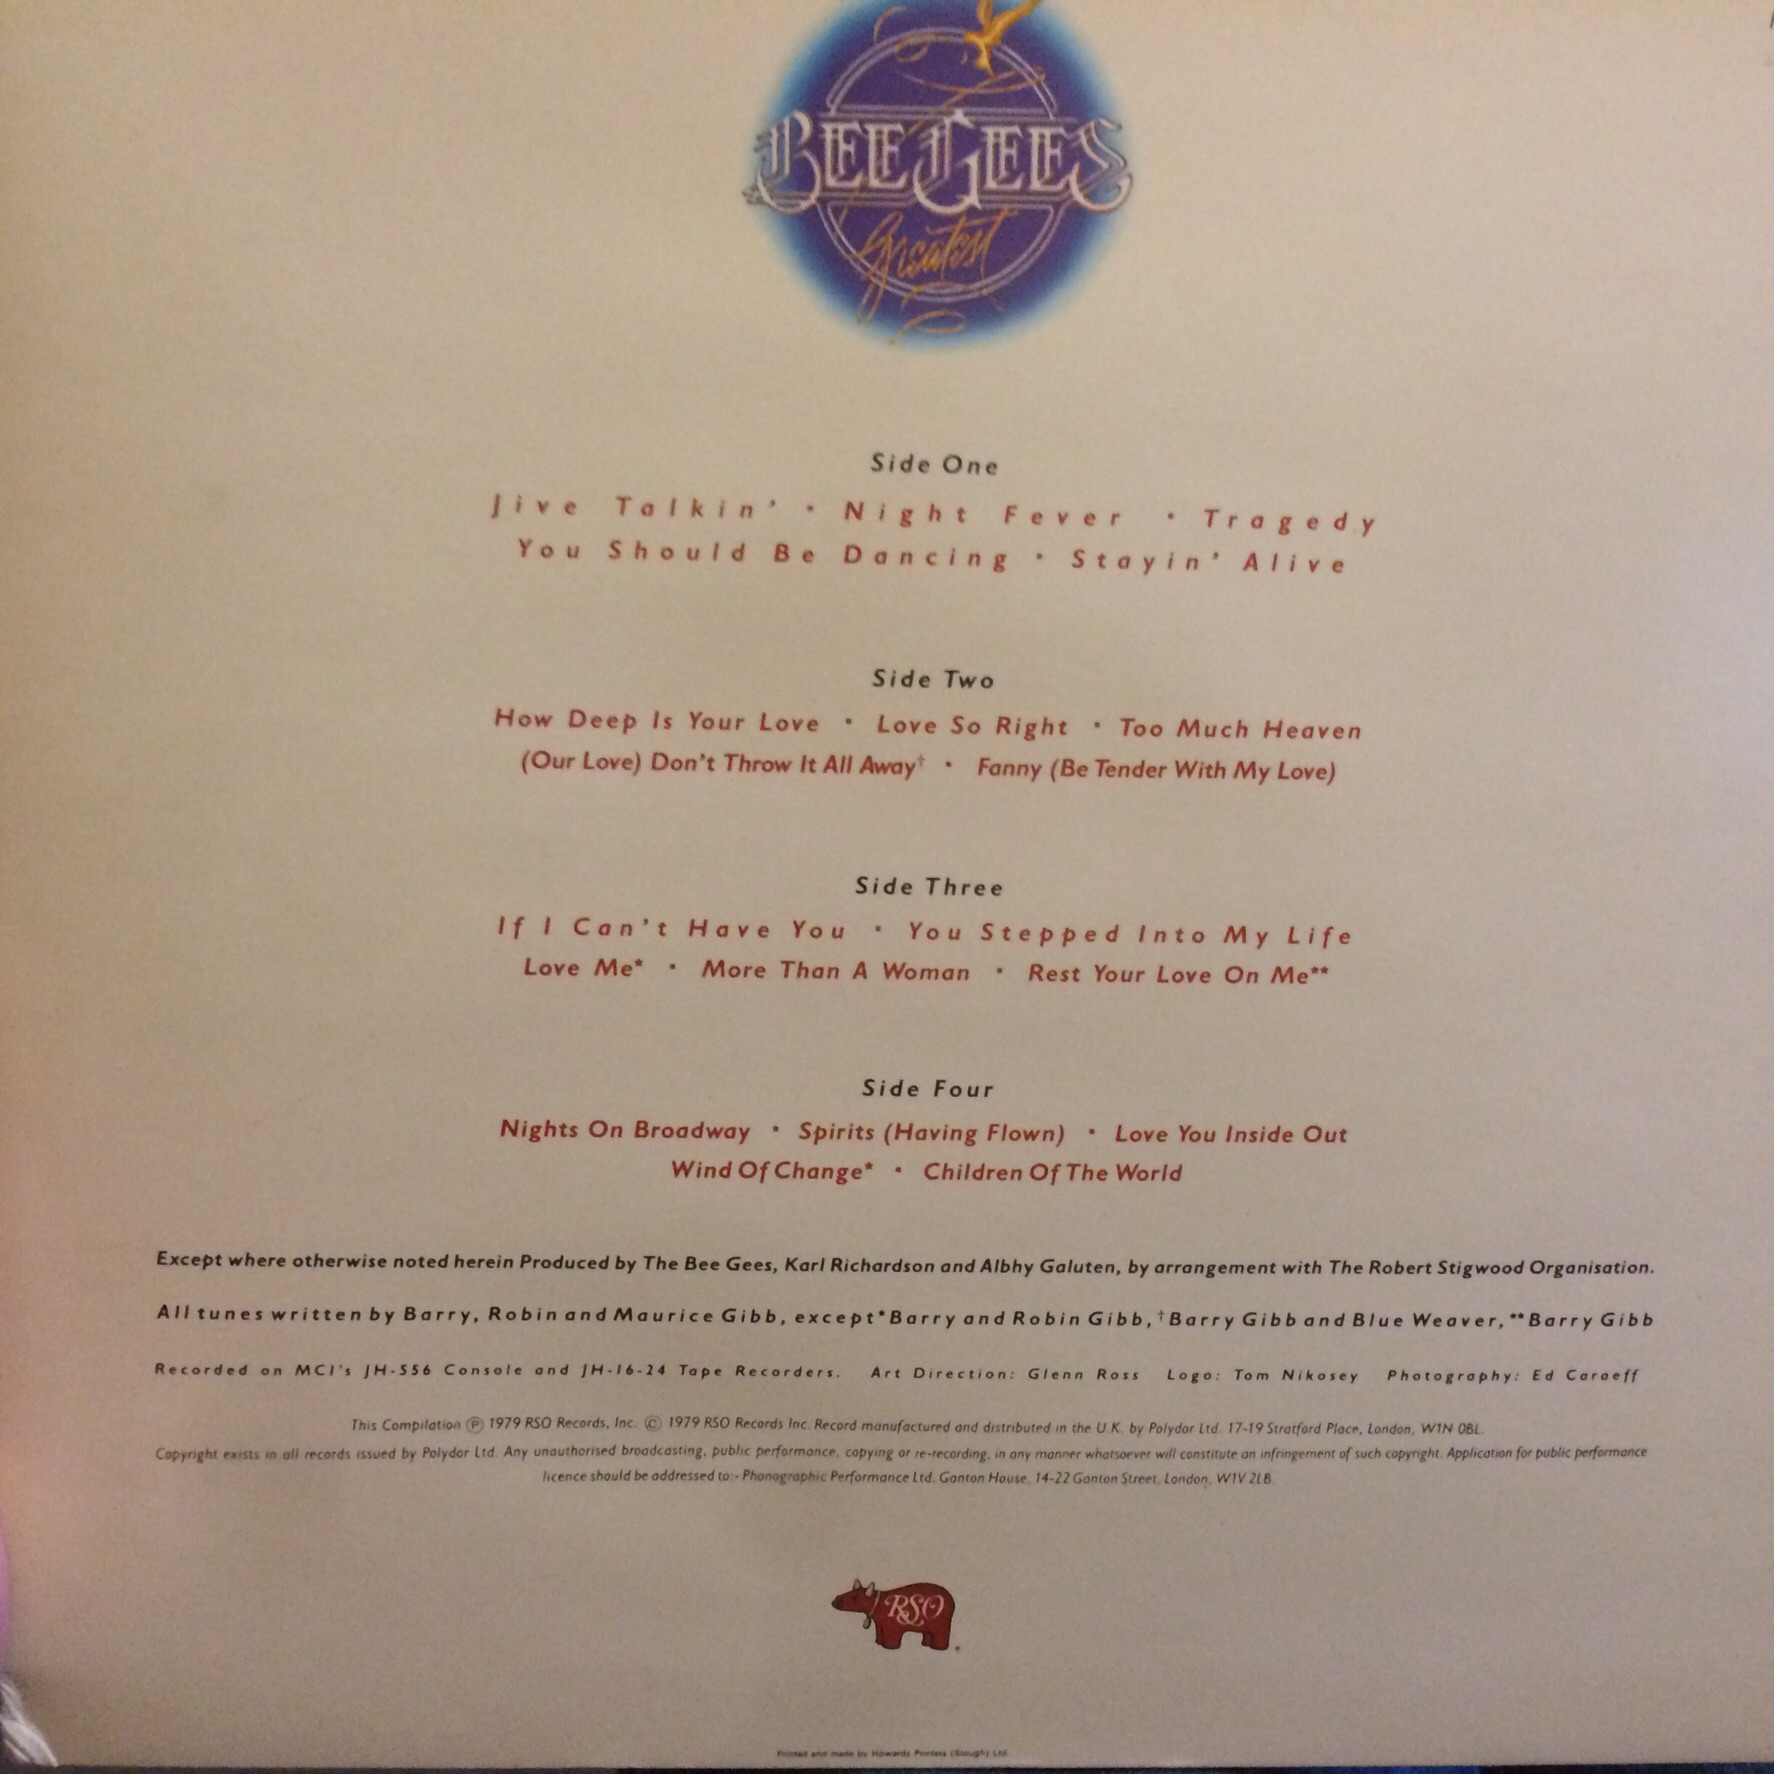 BEE GEES
Greatest
Side One
Jive Talkin' • Night Fever • Tragedy
You Should Be Dancing • Stayin' Alive
Side Two
How Deep Is Your Love • Love So Right • Too Much Heaven
(Our Love) Don't Throw It All Away† • Fanny (Be Tender With My Love)
Side Three
If I Can't Have You • You Stepped Into My Life
Love Me* • More Than A Woman • Rest Your Love On Me**
Side Four
Nights On Broadway • Spirits (Having Flown) • Love You Inside Out
Wind Of Change* • Children Of The World
Except where otherwise noted herein Produced by The Bee Gees, Karl Richardson and Albhy Galuten, by arrangement with The Robert Stigwood Organisation.
All tunes written by Barry, Robin and Maurice Gibb, except *Barry and Robin Gibb, †Barry Gibb and Blue Weaver, **Barry Gibb
Recorded on MCI's JH-556 Console and JH-16-24 Tape Recorders. Art Direction: Glenn Ross Logo: Tom Nikosey Photography: Ed Caraeff
This Compilation ℗ 1979 RSO Records, Inc. © 1979 RSO Records Inc. Record manufactured and distributed in the U.K. by Polydor Ltd. 17-19 Stratford Place, London, W1N 0BL.
Copyright exists in all records issued by Polydor Ltd. Any unauthorised broadcasting, public performance, copying or re-recording, in any manner whatsoever will constitute an infringement of such copyright. Application for public performance
licence should be addressed to:- Phonographic Performance Ltd. Ganton House, 14-22 Ganton Street, London, W1V 2LB
RSO
Printed and made by Howards Printers (Slough) Ltd.